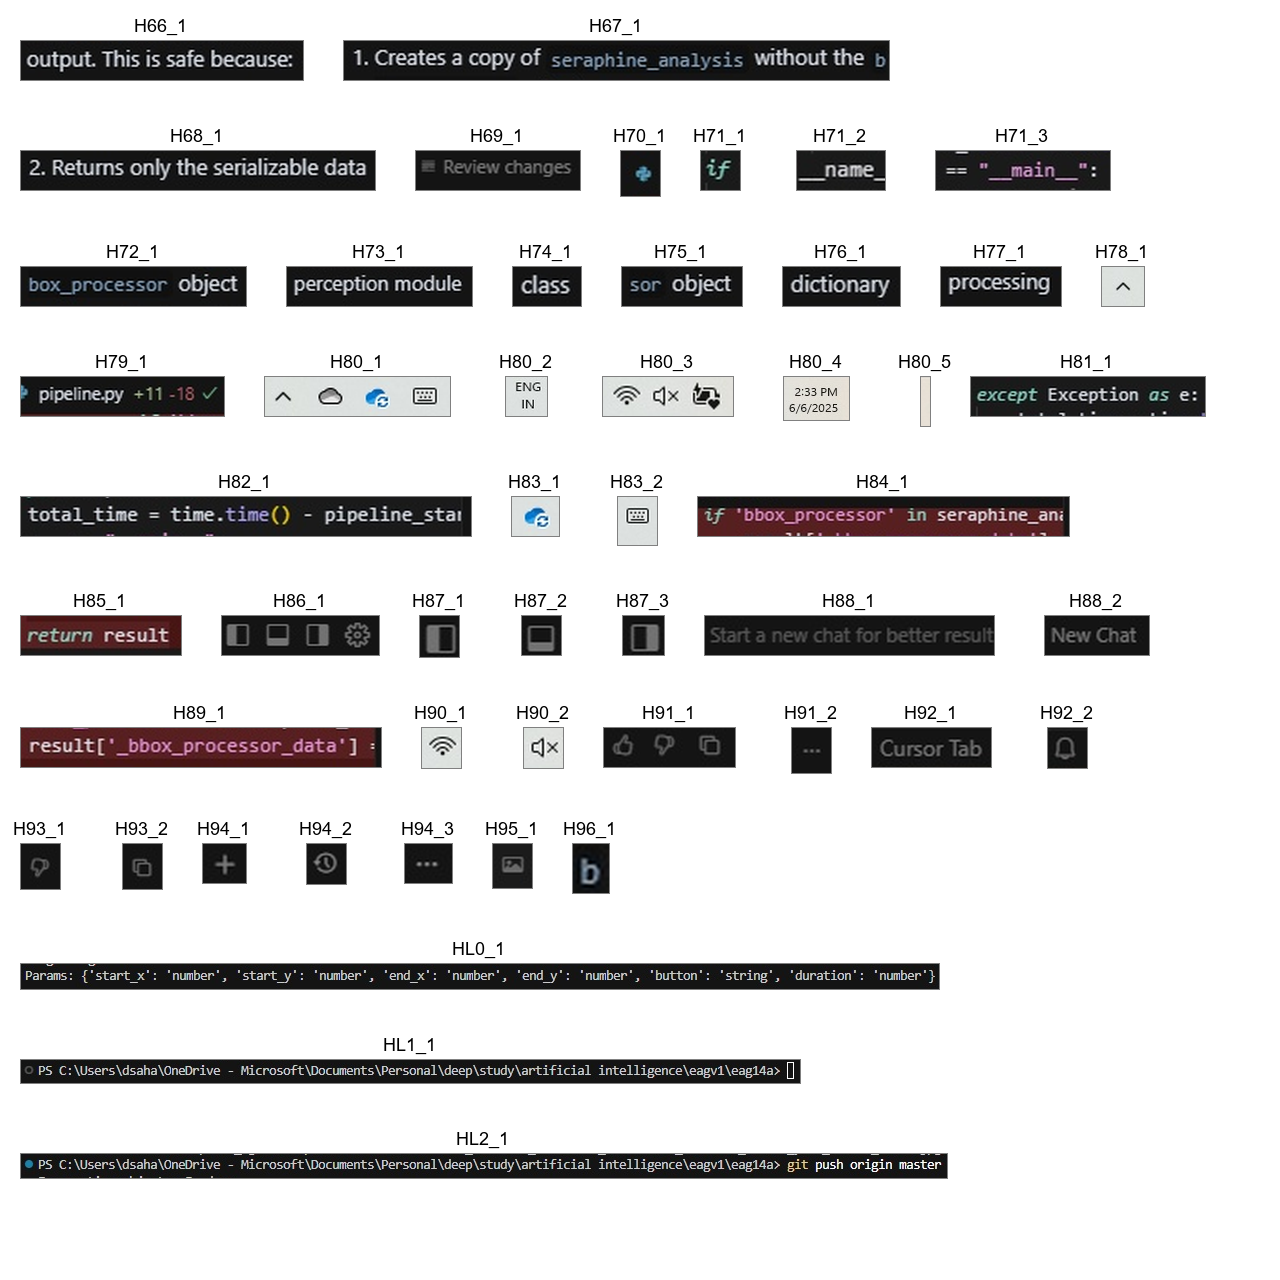 H66_1 H67_1
output. This is safe because: 1. Creates a copy of seraphine_analysis without the b
H68_1 H69_1 H70_1 H71_1 H71_2 H71_3
2. Returns only the serializable data Review changes if __name_ == "__main__":
H72_1 H73_1 H74_1 H75_1 H76_1 H77_1 H78_1
box_processor object perception module class sor object dictionary processing
H79_1 H80_1 H80_2 H80_3 H80_4 H80_5 H81_1
pipeline.py +11 -18 ENG IN 2:33 PM 6/6/2025 except Exception as e:
H82_1 H83_1 H83_2 H84_1
total_time = time.time() - pipeline_star if 'bbox_processor' in seraphine_ana
H85_1 H86_1 H87_1 H87_2 H87_3 H88_1 H88_2
return result Start a new chat for better result New Chat
H89_1 H90_1 H90_2 H91_1 H91_2 H92_1 H92_2
result['_bbox_processor_data'] = ... Cursor Tab
H93_1 H93_2 H94_1 H94_2 H94_3 H95_1 H96_1
b
HL0_1
Params: {'start_x': 'number', 'start_y': 'number', 'end_x': 'number', 'end_y': 'number', 'button': 'string', 'duration': 'number'}
HL1_1
PS C:\Users\dsaha\OneDrive - Microsoft\Documents\Personal\deep\study\artificial intelligence\eagv1\eag14a>
HL2_1
PS C:\Users\dsaha\OneDrive - Microsoft\Documents\Personal\deep\study\artificial intelligence\eagv1\eag14a> git push origin master